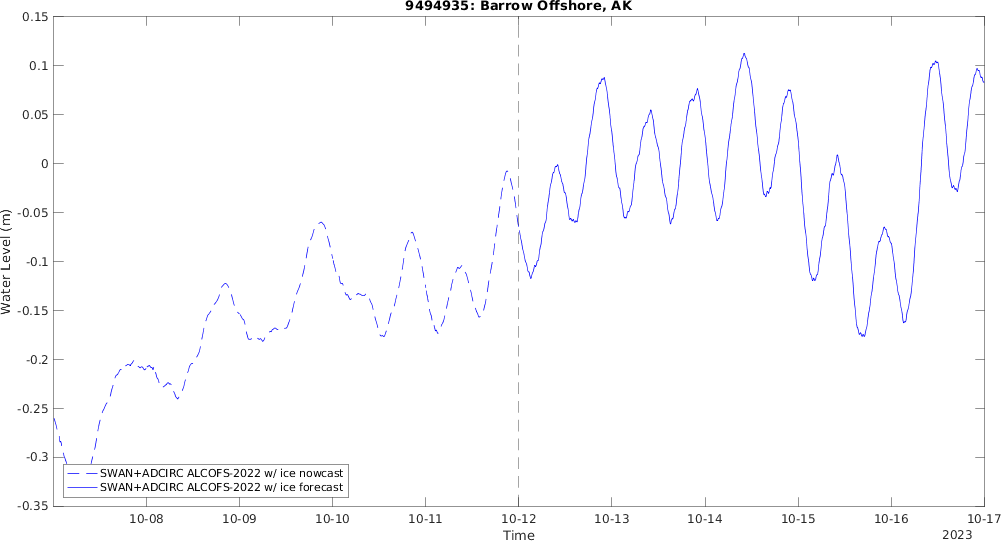 9494935: Barrow Offshore, AK
0.15
0.1
0.05
0
-0.05
-0.1
-0.15
-0.2
-0.25
-0.3
-0.35
Water Level (m)
SWAN+ADCIRC ALCOFS-2022 w/ ice nowcast
SWAN+ADCIRC ALCOFS-2022 w/ ice forecast
10-08 10-09 10-10 10-11 10-12 10-13 10-14 10-15 10-16 10-17
Time
2023